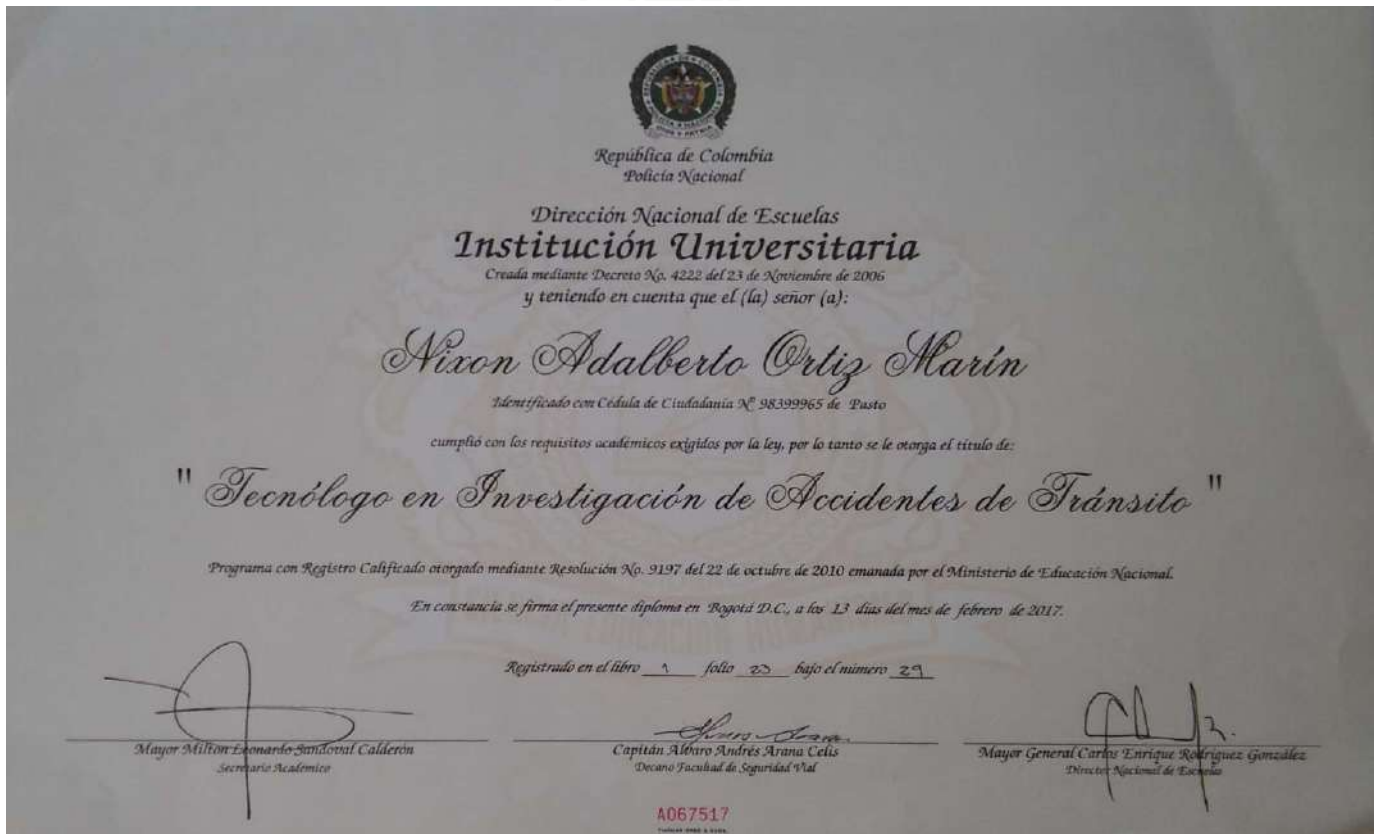 República de Colombia
Policía Nacional
Dirección Nacional de Escuelas
Institución Universitaria
Creada mediante Decreto No. 4222 del 23 de Noviembre de 2006
y teniendo en cuenta que el (la) señor (a):
Nixon Adalberto Ortiz Marín
Identificado con Cédula de Ciudadanía Nº 98399965 de Pasto
cumplió con los requisitos académicos exigidos por la ley, por lo tanto se le otorga el título de:
" Tecnólogo en Investigación de Accidentes de Tránsito "
Programa con Registro Calificado otorgado mediante Resolución No. 9197 del 22 de octubre de 2010 emanada por el Ministerio de Educación Nacional.
En constancia se firma el presente diploma en Bogotá D.C., a los 13 días del mes de febrero de 2017.
Registrado en el libro 1 folio 23 bajo el número 29
Mayor Milton Leonardo Sandoval Calderón
Secretario Académico
Capitán Alvaro Andrés Arana Celis
Decano Facultad de Seguridad Vial
Mayor General Carlos Enrique Rodríguez González
Director Nacional de Escuelas
A067517